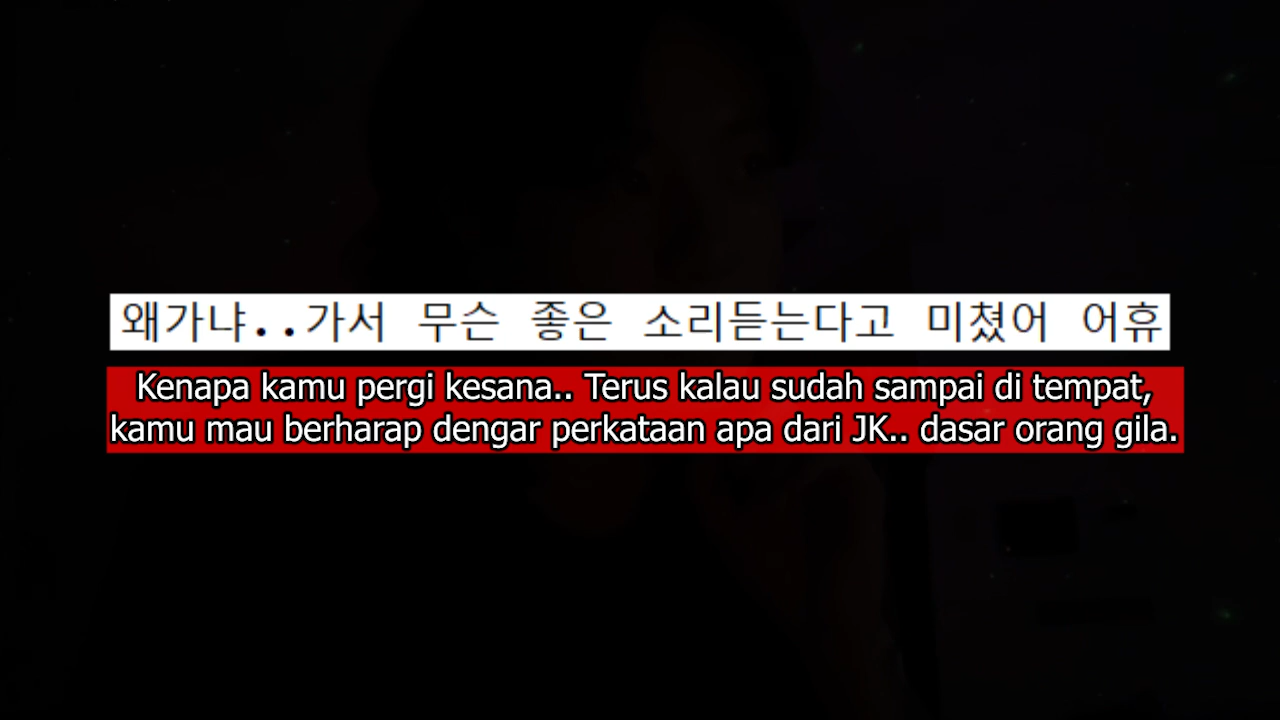 왜가냐..가서 무슨 좋은 소리듣는다고 미쳤어 어휴
Kenapa kamu pergi kesana.. Terus kalau sudah sampai di tempat,
kamu mau berharap dengar perkataan apa dari JK.. dasar orang gila.